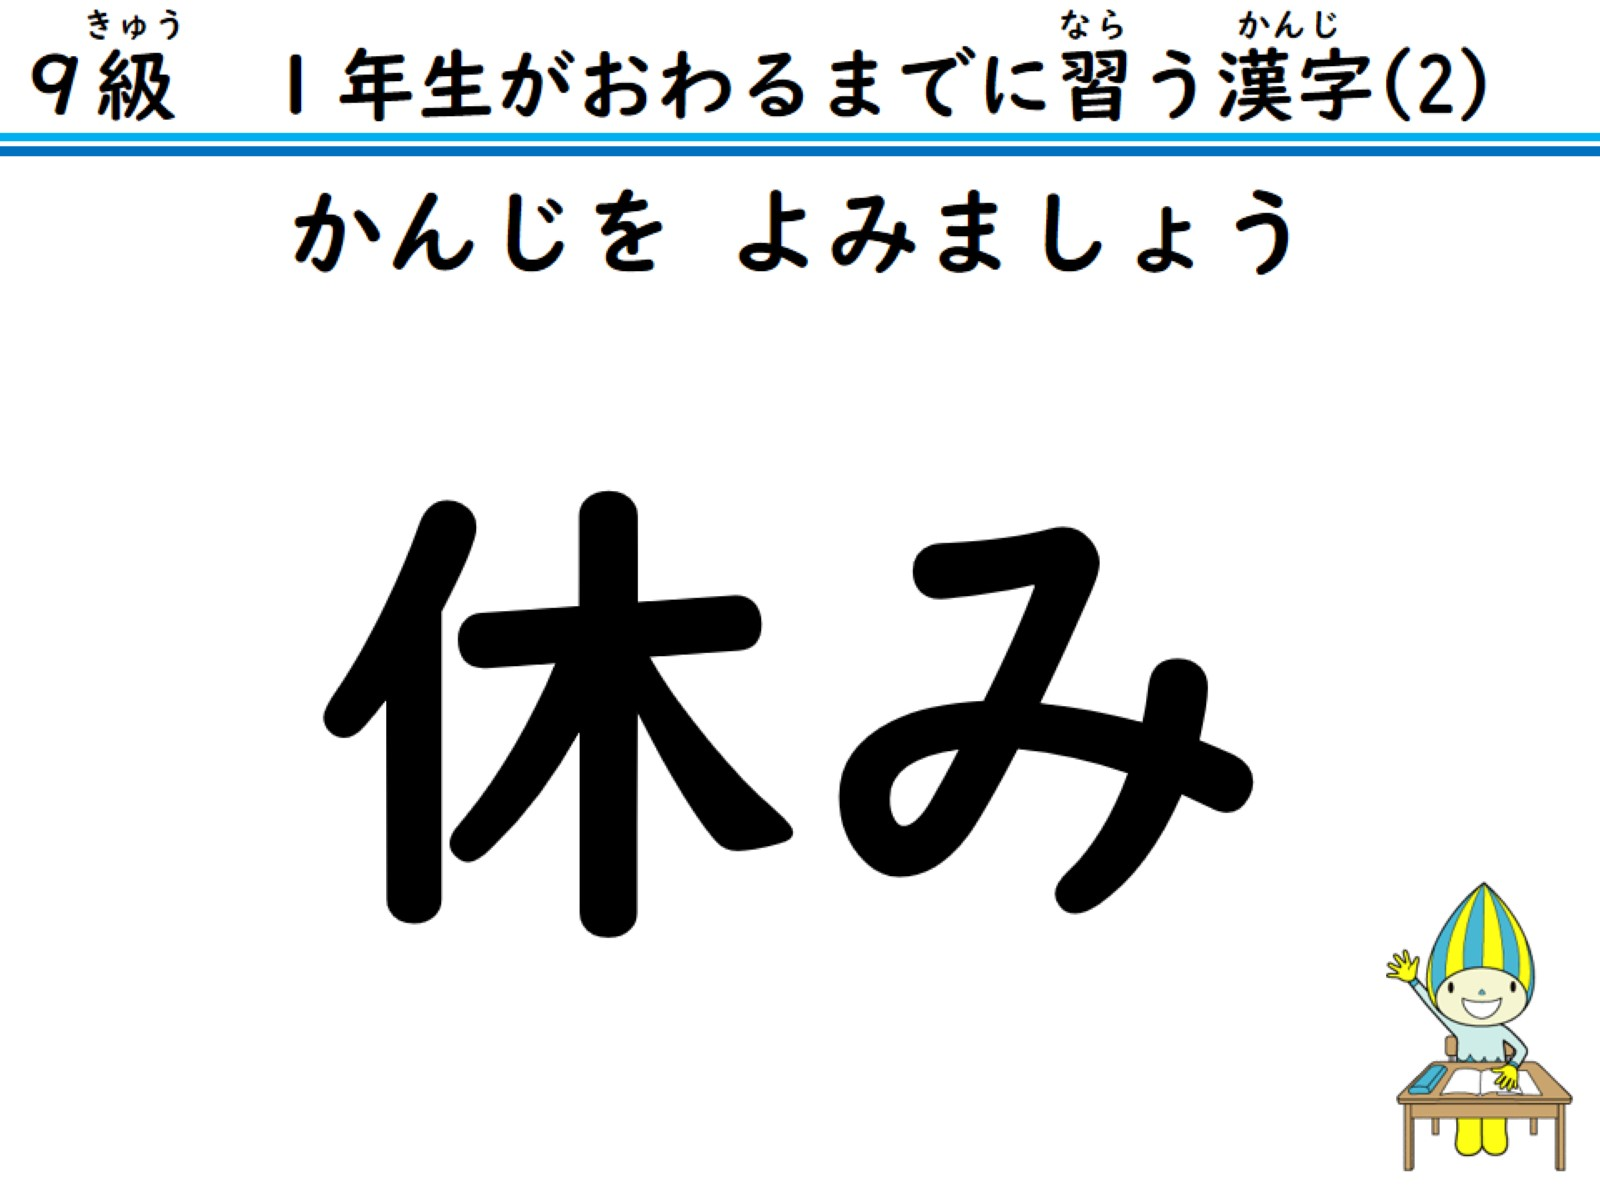 きゅう なら かんじ
9級 1年生がおわるまでに習う漢字(2)
かんじを よみましょう
休み